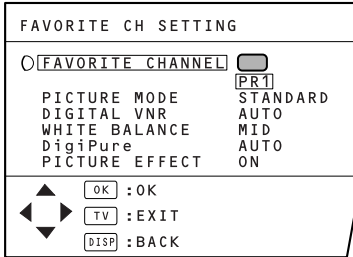 FAVORITE CH SETTING
FAVORITE CHANNEL
PR1
PICTURE MODE STANDARD
DIGITAL VNR AUTO
WHITE BALANCE MID
DigiPure AUTO
PICTURE EFFECT ON
OK :OK
TV :EXIT
DISP :BACK